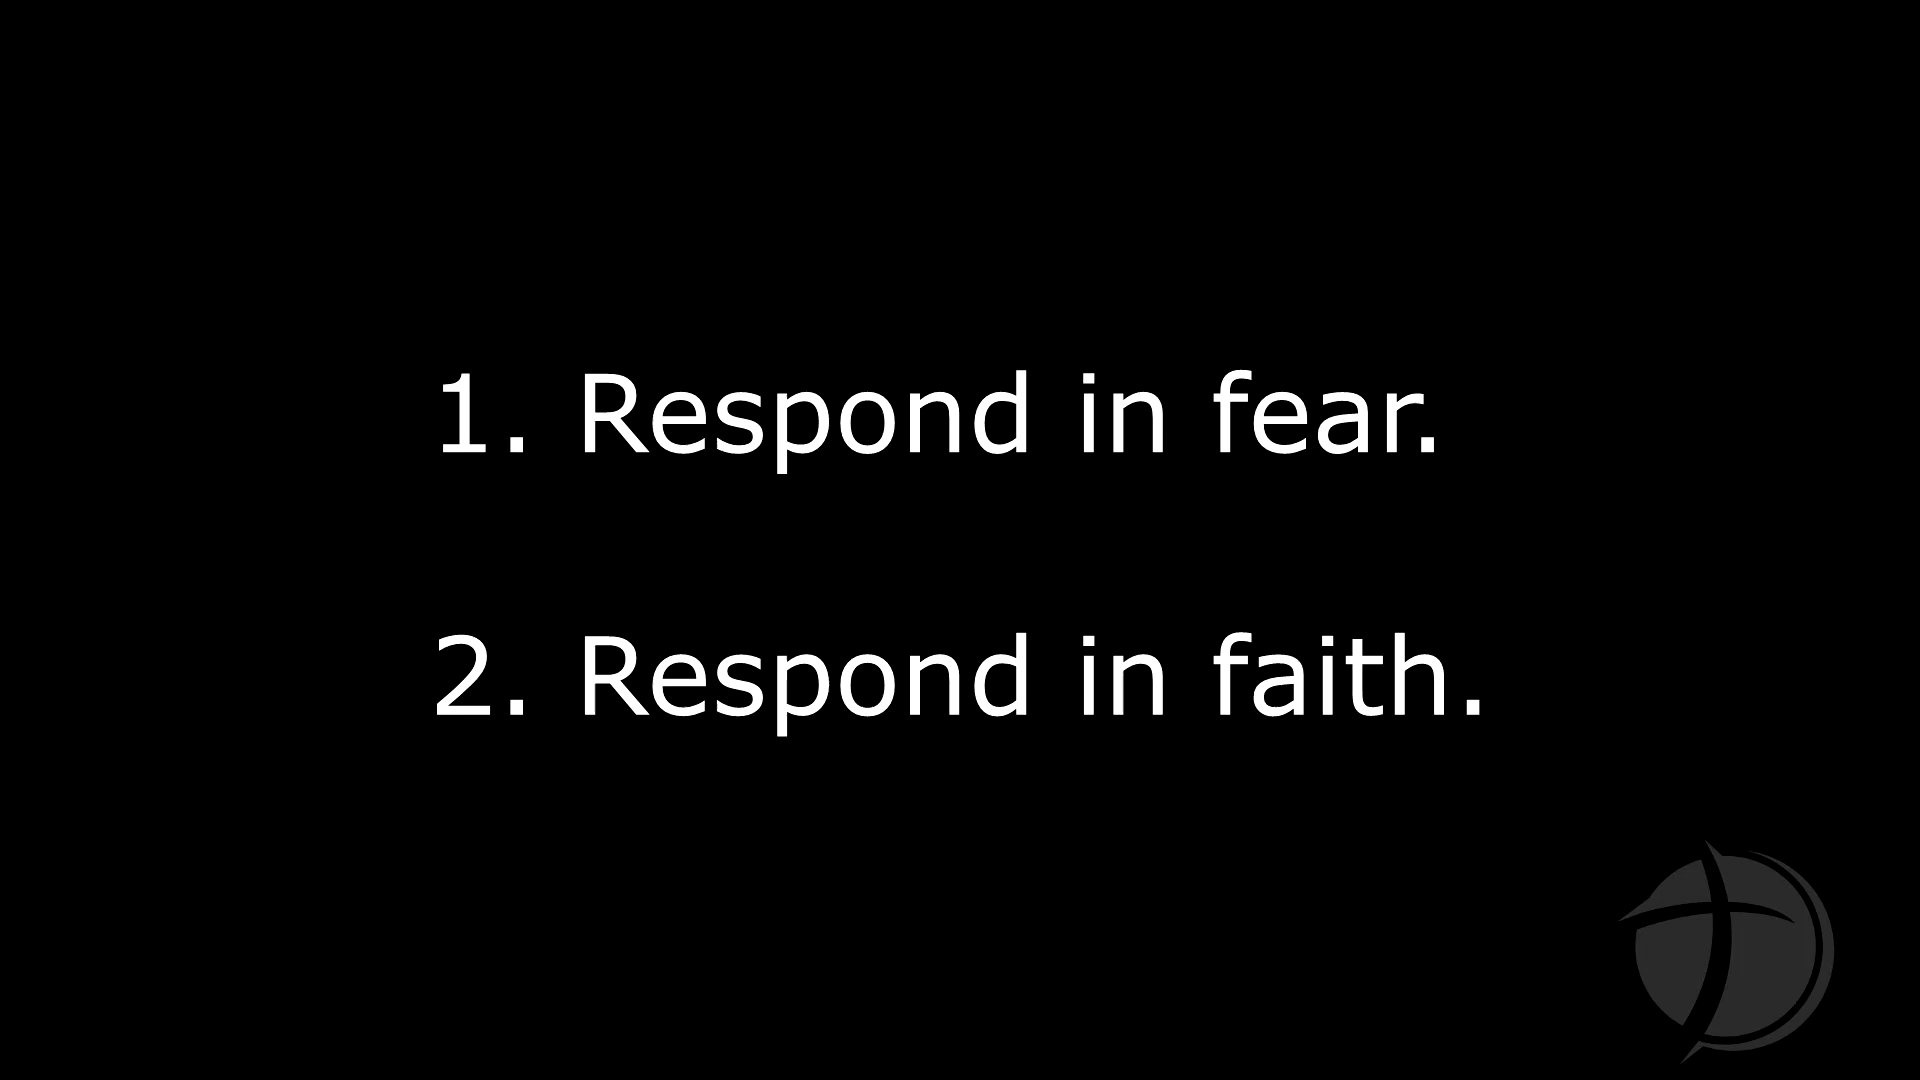 1. Respond in fear.
2. Respond in faith.